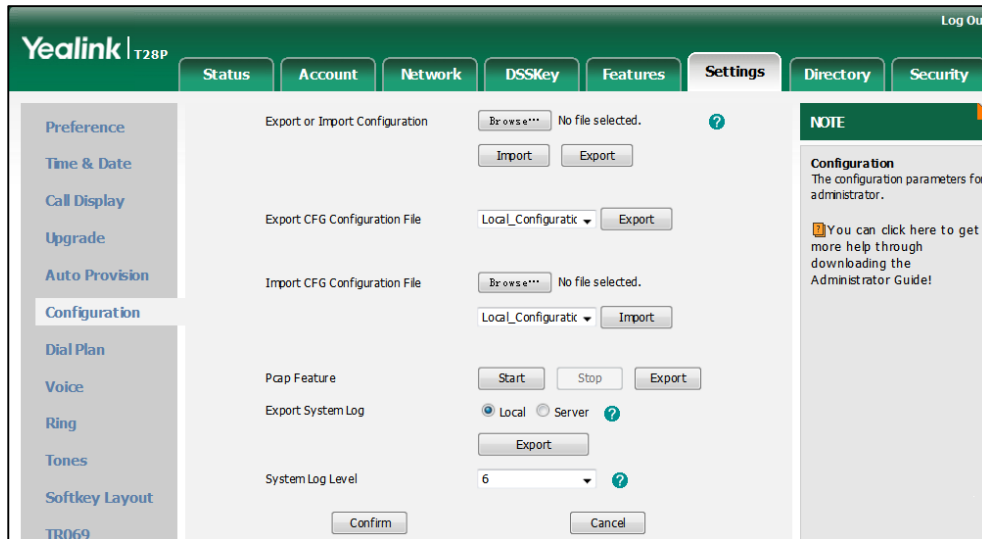 Log Ou
Yealink T28P
Status Account Network DSSKey Features Settings Directory Security
Preference
Time & Date
Call Display
Upgrade
Auto Provision
Configuration
Dial Plan
Voice
Ring
Tones
Softkey Layout
TR069
Export or Import Configuration Browse... No file selected. ?
Import Export
Export CFG Configuration File Local_Configuratic Export
Import CFG Configuration File Browse... No file selected.
Local_Configuratic Import
Pcap Feature Start Stop Export
Export System Log Local Server ?
Export
System Log Level 6 ?
Confirm Cancel
NOTE
Configuration
The configuration parameters for
administrator.
? You can click here to get
more help through
downloading the
Administrator Guide!